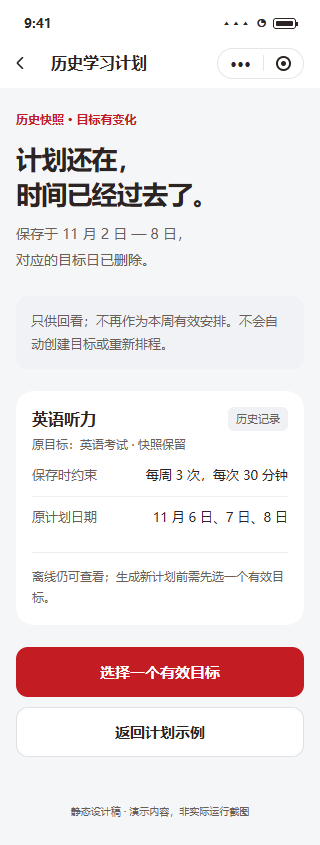 9:41
历史学习计划
历史快照·目标有变化
计划还在，
时间已经过去了。
保存于 11 月 2 日 — 8 日，
对应的目标日已删除。
只供回看；不再作为本周有效安排。不会自
动创建目标或重新排程。
英语听力
历史记录
原目标：英语考试 · 快照保留
保存时约束
每周 3 次，每次 30 分钟
原计划日期
11 月 6 日、7 日、8 日
离线仍可查看；生成新计划前需先选一个有效目
标。
选择一个有效目标
返回计划示例
静态设计稿 · 演示内容，非实际运行截图